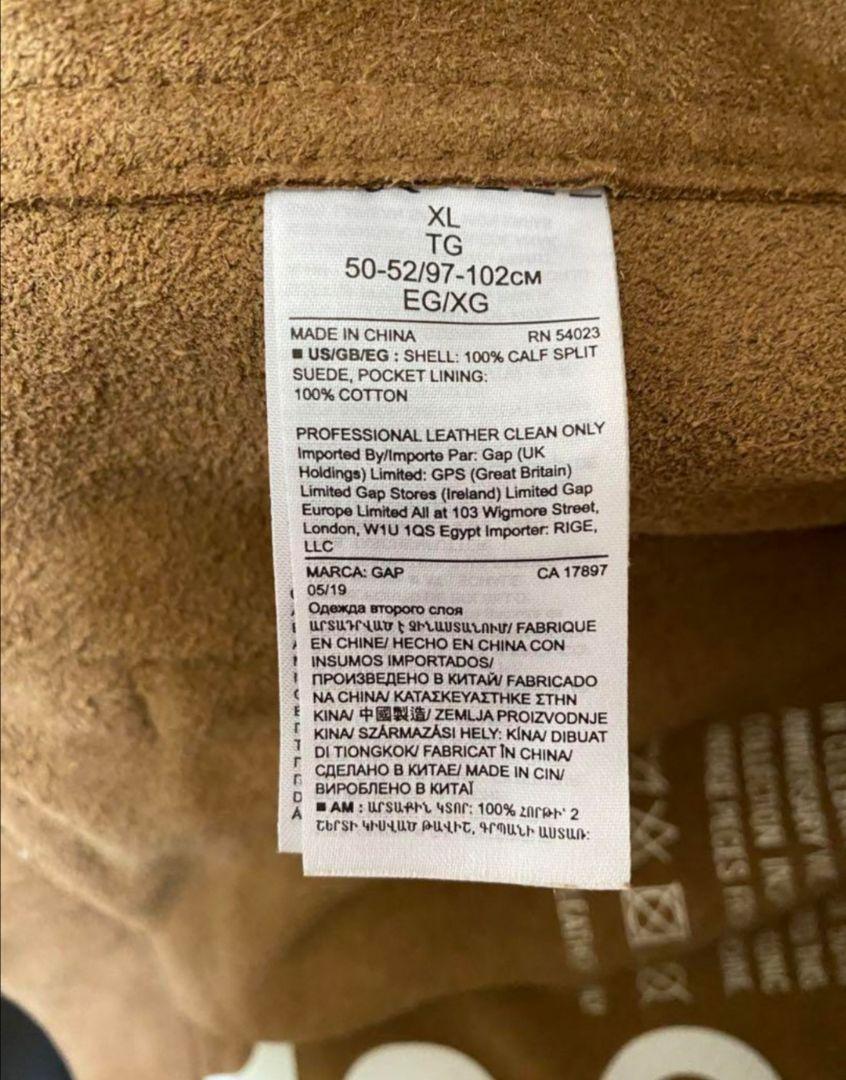 XL
TG
50-52/97-102CM
EG/XG
MADE IN CHINA RN 54023
■ US/GB/EG : SHELL: 100% CALF SPLIT
SUEDE, POCKET LINING:
100% COTTON
PROFESSIONAL LEATHER CLEAN ONLY
Imported By/Importe Par: Gap (UK
Holdings) Limited: GPS (Great Britain)
Limited Gap Stores (Ireland) Limited Gap
Europe Limited All at 103 Wigmore Street,
London, W1U 1QS Egypt Importer: RIGE,
LLC
MARCA: GAP CA 17897
05/19
Одежда второго слоя
ԱՐՏԱԴՐՎԱԾ Է ՉԻՆԱՍՏԱՆՈՒՄ/ FABRIQUE
EN CHINE/ HECHO EN CHINA CON
INSUMOS IMPORTADOS/
ПРОИЗВЕДЕНО В КИТАЙ/ FABRICADO
NA CHINA/ ΚΑΤΑΣΚΕΥΑΣΤΗΚΕ ΣΤΗΝ
ΚΙΝΑ/ 中國製造/ ZEMLJA PROIZVODNJE
KINA/ SZÁRMAZÁSI HELY: KÍNA/ DIBUAT
DI TIONGKOK/ FABRICAT ÎN CHINA/
СДЕЛАНО В КИТАЕ/ MADE IN CIN/
ВИРОБЛЕНО В КИТАЇ
■ AM : ԱՐՏԱՔԻՆ ԿՏՈՐ: 100% ՀՈՐԹԻ՝ 2
ՇԵՐՏԻ ԿԻՍՎԱԾ ԹԱՎԻՇ, ԳՐՊԱՆԻ ԱՍՏԱՌ: